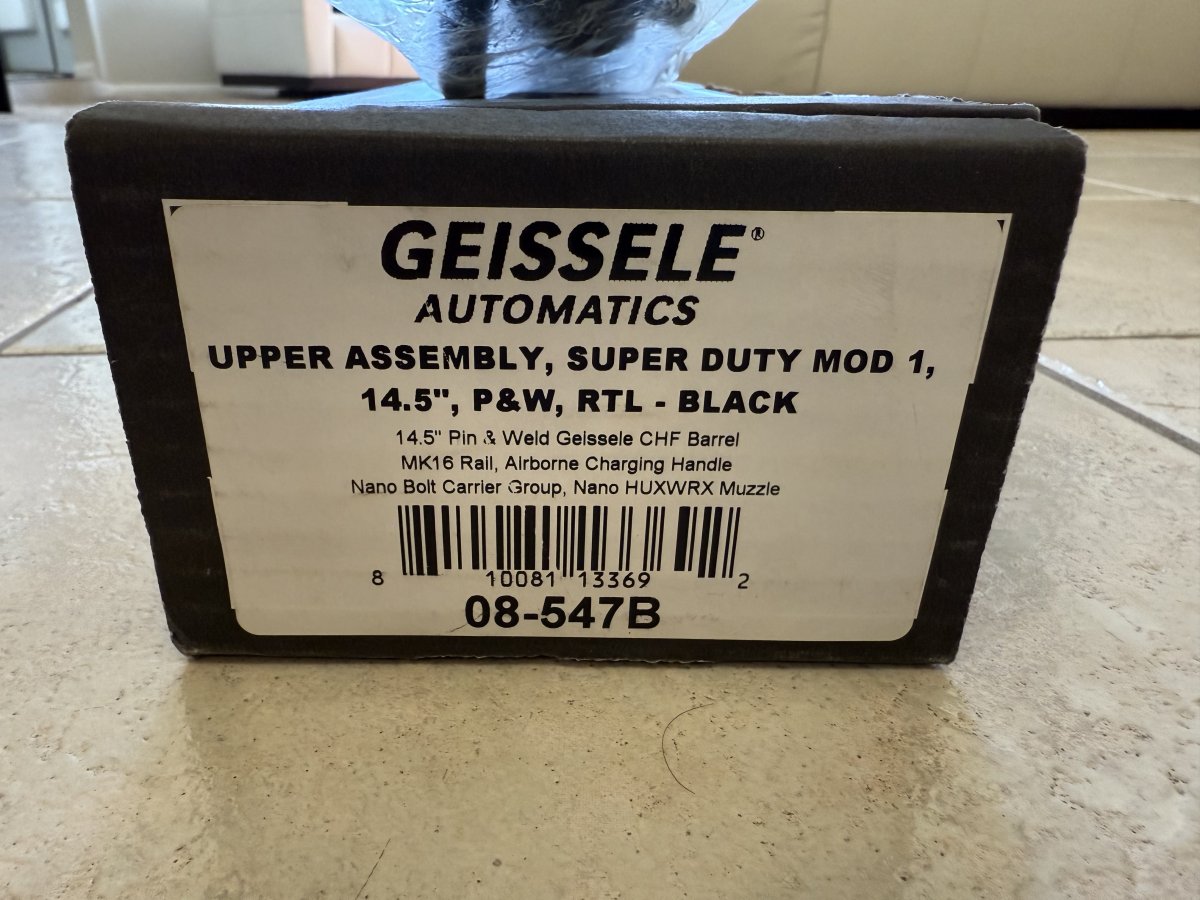 GEISSELE®
AUTOMATICS
UPPER ASSEMBLY, SUPER DUTY MOD 1,
14.5", P&W, RTL - BLACK
14.5" Pin & Weld Geissele CHF Barrel
MK16 Rail, Airborne Charging Handle
Nano Bolt Carrier Group, Nano HUXWRX Muzzle
8 10081 13369 2
08-547B